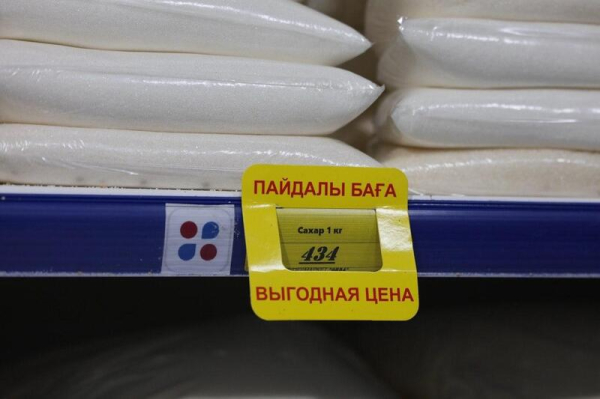 ПАЙДАЛЫ БАҒА
Сахар 1 кг
434
ВЫГОДНАЯ ЦЕНА